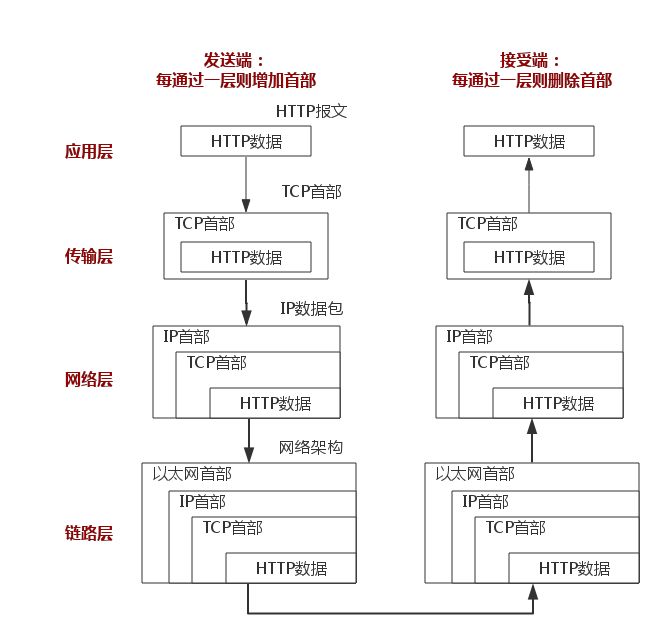 发送端：
每通过一层则增加首部
接受端：
每通过一层则删除首部
HTTP报文
应用层
HTTP数据
HTTP数据
TCP首部
TCP首部
TCP首部
传输层
HTTP数据
HTTP数据
IP数据包
IP首部
IP首部
TCP首部
TCP首部
网络层
HTTP数据
HTTP数据
网络架构
以太网首部
以太网首部
IP首部
IP首部
TCP首部
TCP首部
链路层
HTTP数据
HTTP数据